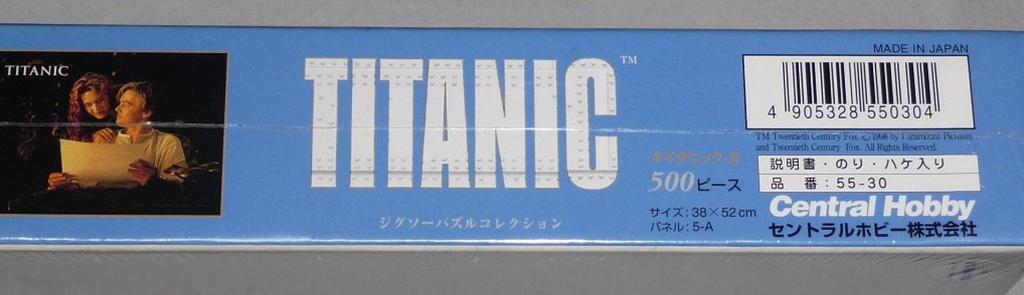 TITANIC
TITANIC™
ジグソーパズルコレクション
タイタニック・Ⅲ
500ピース
サイズ:38×52cm
パネル:5-A
MADE IN JAPAN
4 905328 550304
TM Twentieth Century Fox. © 1998 by Paramount Pictures
and Twentieth Century Fox. All Rights Reserved.
説明書・のり・ハケ入り
品 番:55-30
Central Hobby
セントラルホビー株式会社